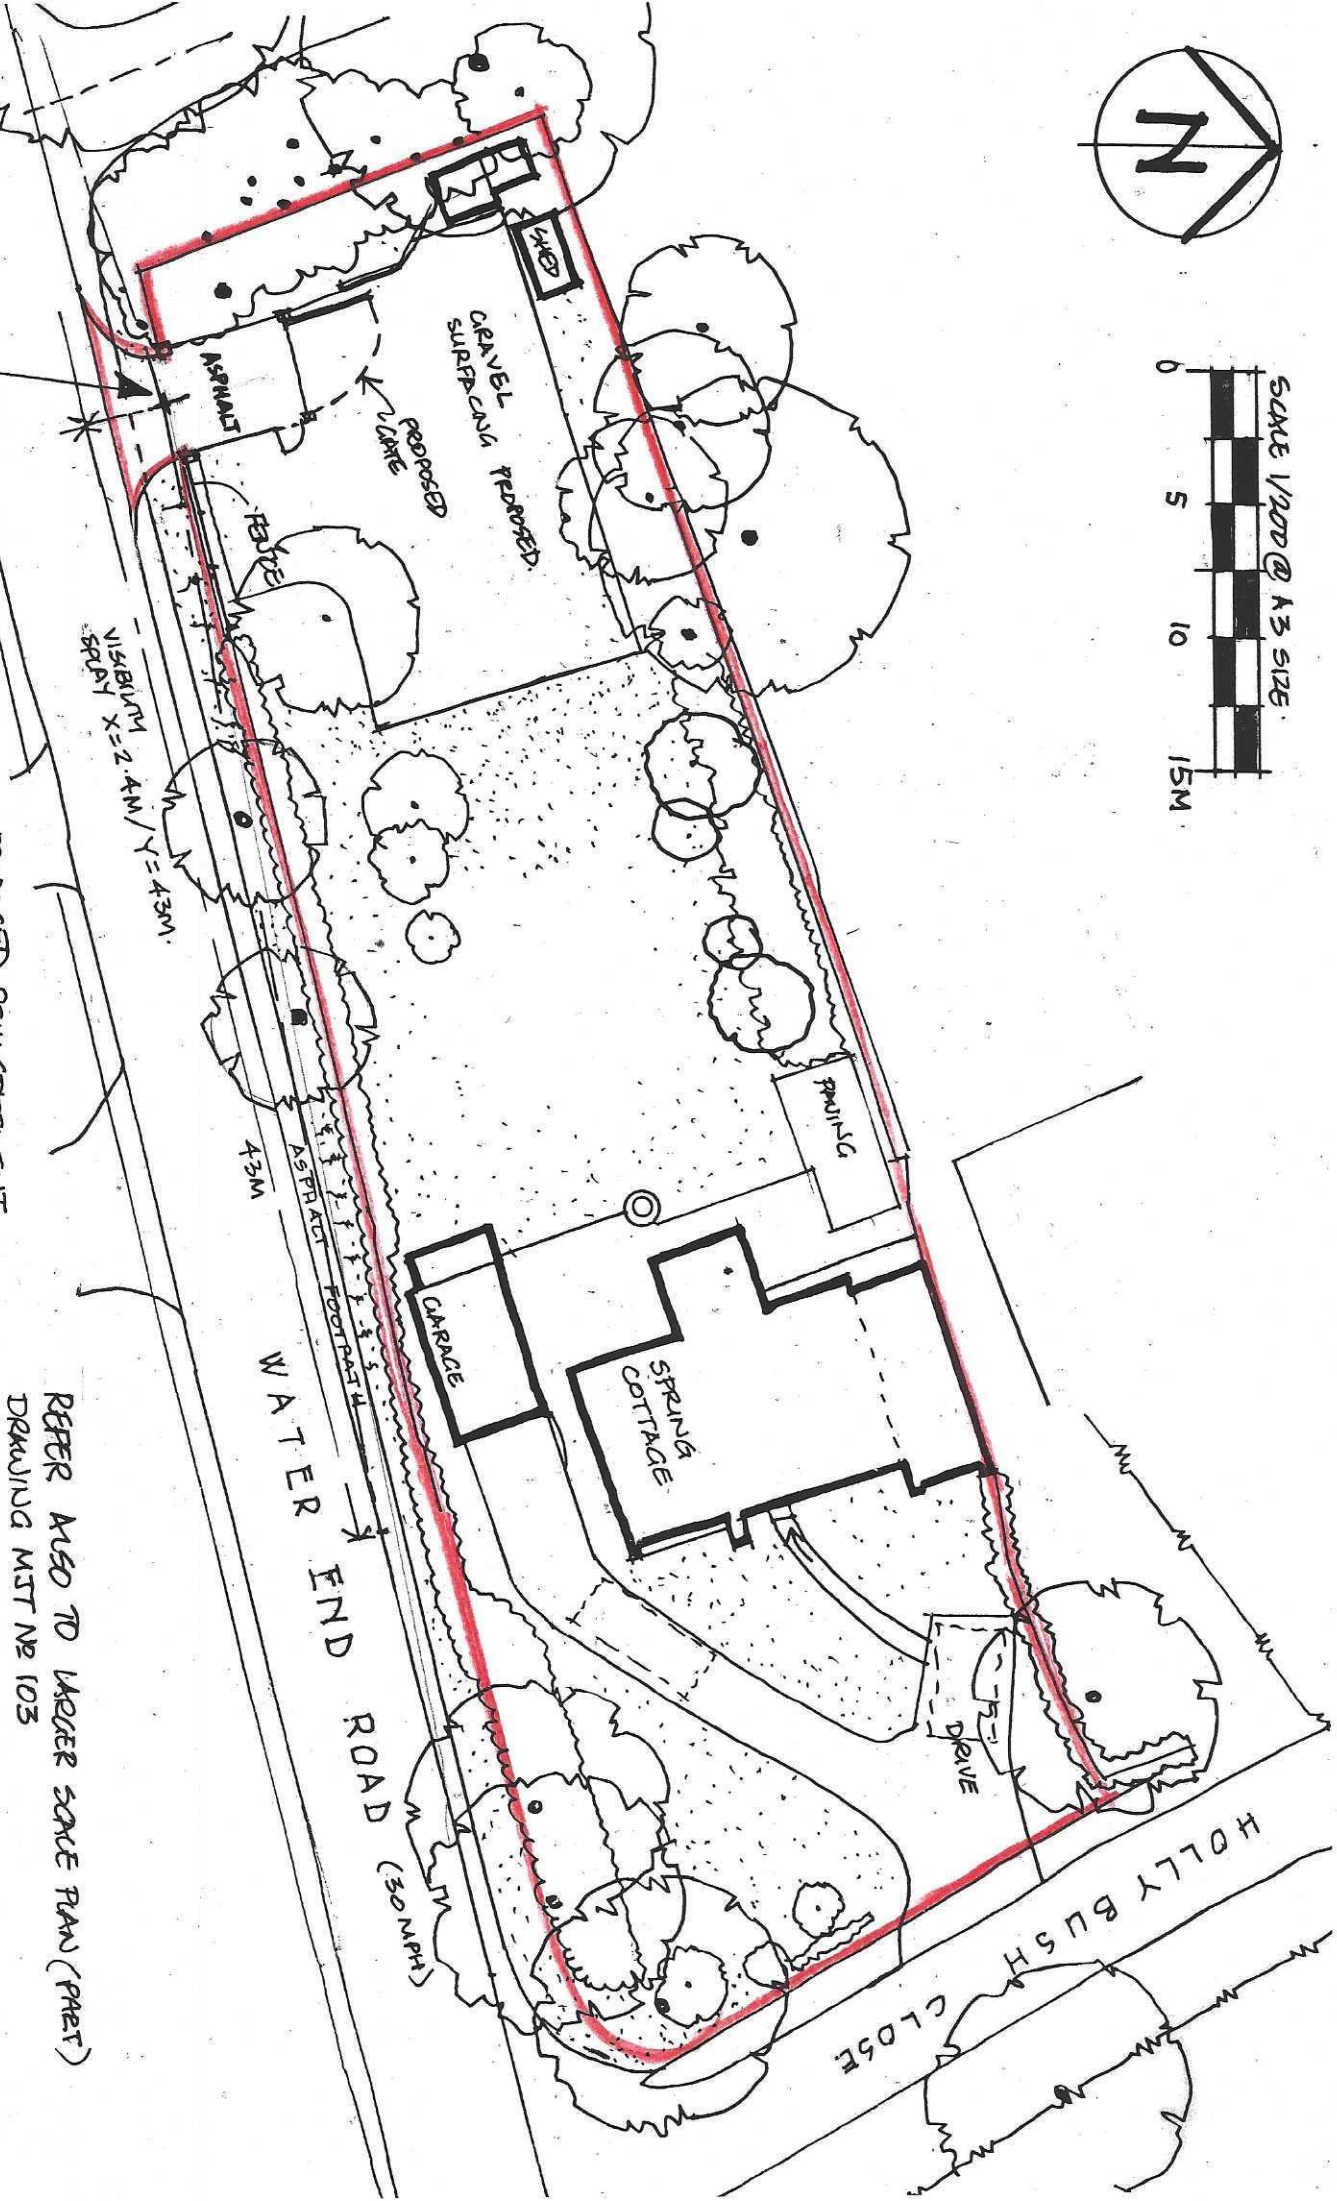 N
SCALE 1/200 @ A3 SIZE.
0 5 10 15M
SHED
GRAVEL
SURFACING PROPOSED.
PROPOSED
GATE
ASPHALT
FENCE
VISIBILITY
SPLAY X=2.4M/Y=43M.
PAVING
43M
ASPHALT FOOTPATH
GARAGE
SPRING
COTTAGE
DRIVE
WATER END ROAD (30MPH)
HOLLY BUSH CLOSE
REFER ALSO TO LARGER SCALE PLAN (PART)
DRAWING MJT Nº 103